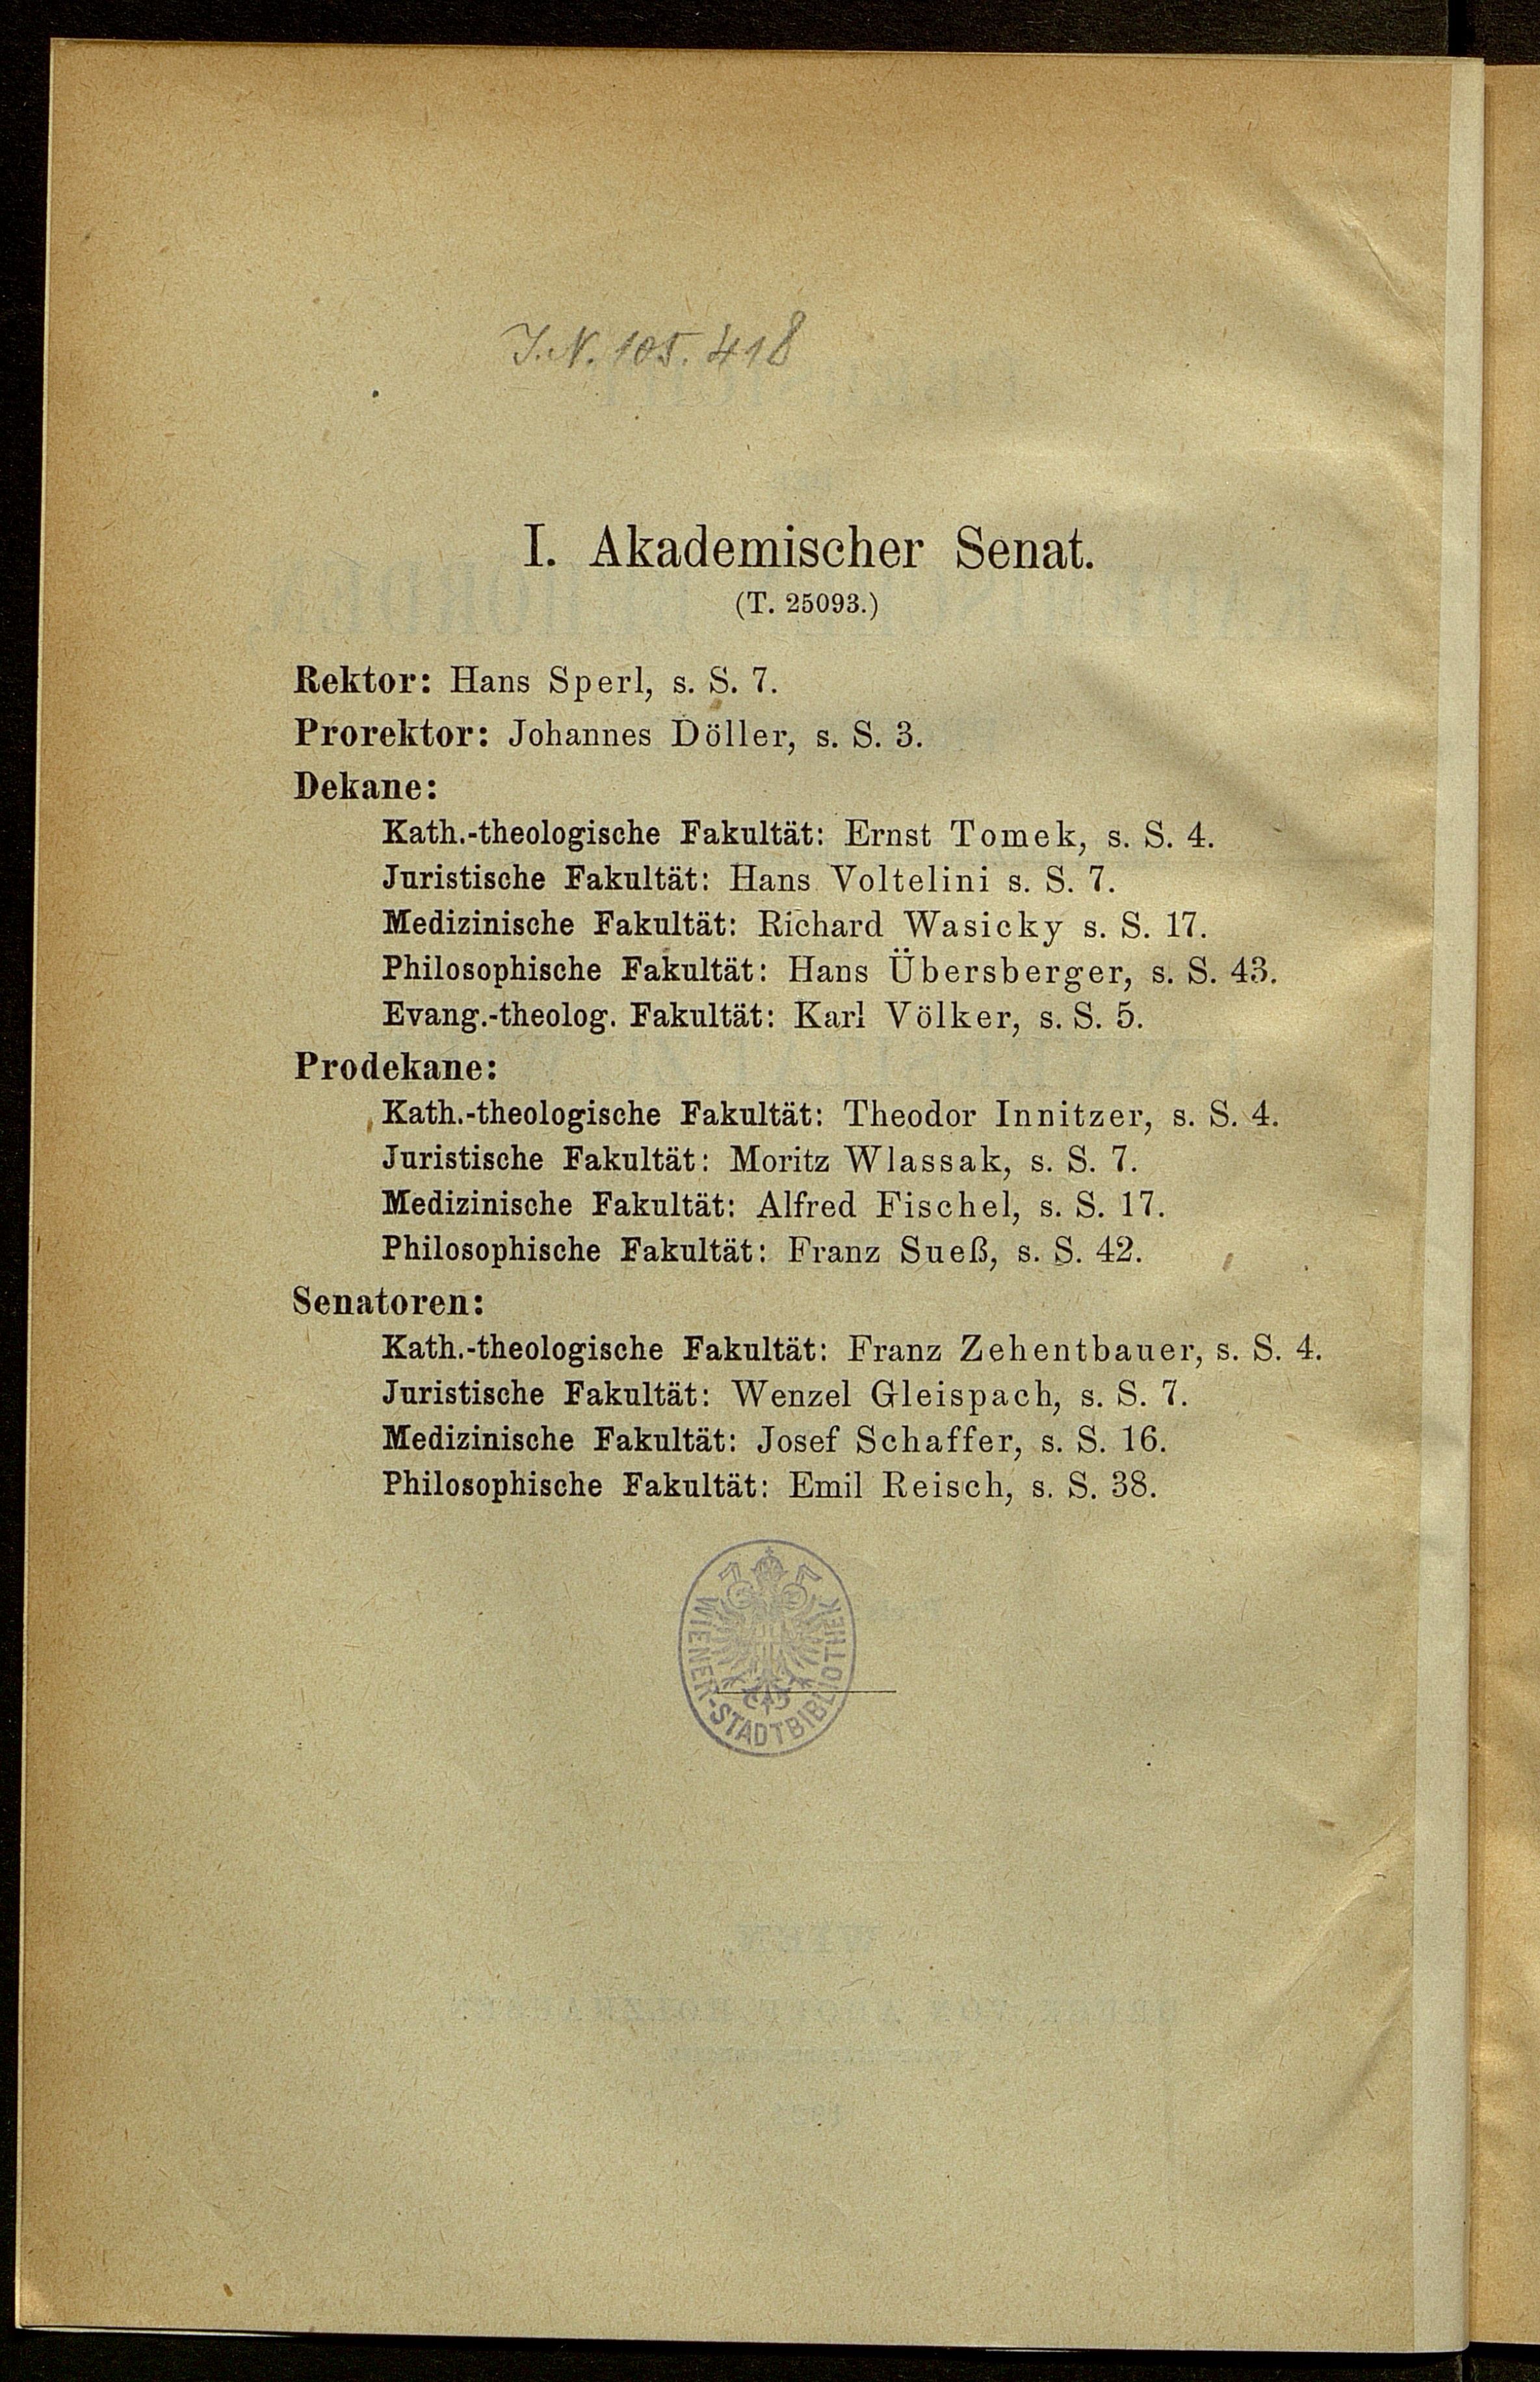 J.N. 105.418
I. Akademischer Senat.
(T. 25093.)
Rektor: Hans Sperl, s. S. 7.
Prorektor: Johannes Döller, s. S. 3.
Dekane:
Kath.-theologische Fakultät: Ernst Tomek, s. S. 4.
Juristische Fakultät: Hans Voltelini s. S. 7.
Medizinische Fakultät: Richard Wasicky s. S. 17.
Philosophische Fakultät: Hans Übersberger, s. S. 43.
Evang.-theolog. Fakultät: Karl Völker, s. S. 5.
Prodekane:
Kath.-theologische Fakultät: Theodor Innitzer, s. S. 4.
Juristische Fakultät: Moritz Wlassak, s. S. 7.
Medizinische Fakultät: Alfred Fischel, s. S. 17.
Philosophische Fakultät: Franz Sueß, s. S. 42.
Senatoren:
Kath.-theologische Fakultät: Franz Zehentbauer, s. S. 4.
Juristische Fakultät: Wenzel Gleispach, s. S. 7.
Medizinische Fakultät: Josef Schaffer, s. S. 16.
Philosophische Fakultät: Emil Reisch, s. S. 38.
WIENER-STADTBIBLIOTHEK